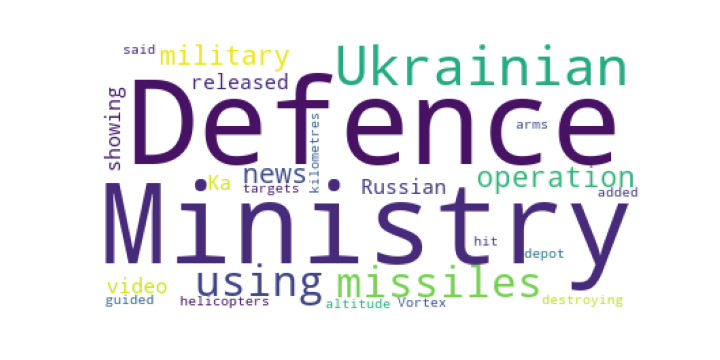 said
military
Ukrainian
released
Defence
showing
kilometres
arms
news
Ka
targets
Russian
operation
added
Ministry
hit
depot
using
missiles
video
guided
helicopters
altitude
Vortex
destroying